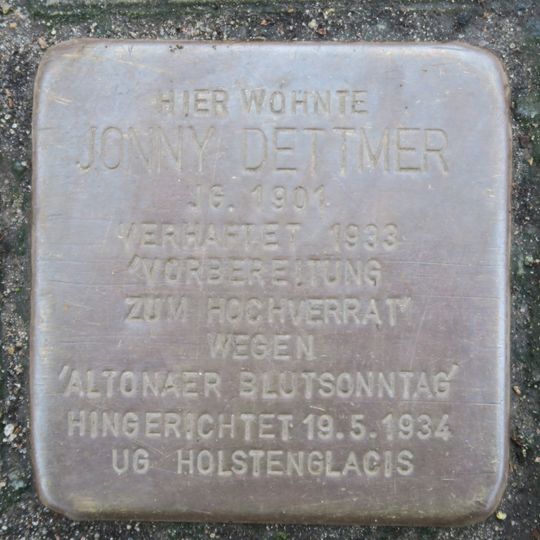 HIER WOHNTE
JONNY DETTMER
JG. 1901
VERHAFTET 1933
'VORBEREITUNG
ZUM HOCHVERRAT'
WEGEN
'ALTONAER BLUTSONNTAG'
HINGERICHTET 19.5.1934
UG HOLSTENGLACIS